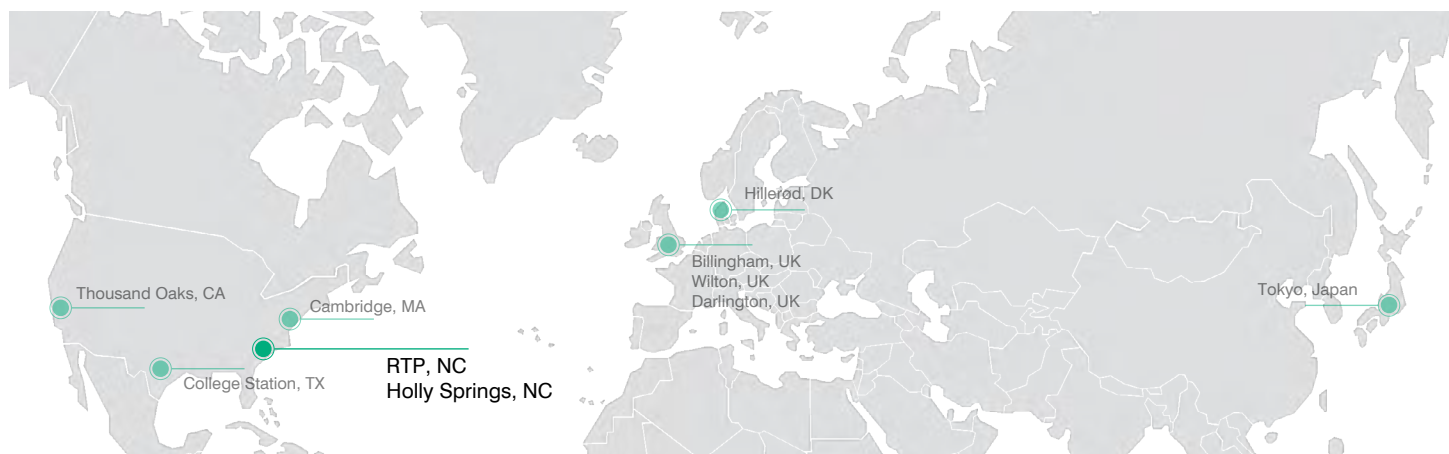 Hillerød, DK
Billingham, UK
Wilton, UK
Darlington, UK
Thousand Oaks, CA
Cambridge, MA
Tokyo, Japan
RTP, NC
Holly Springs, NC
College Station, TX